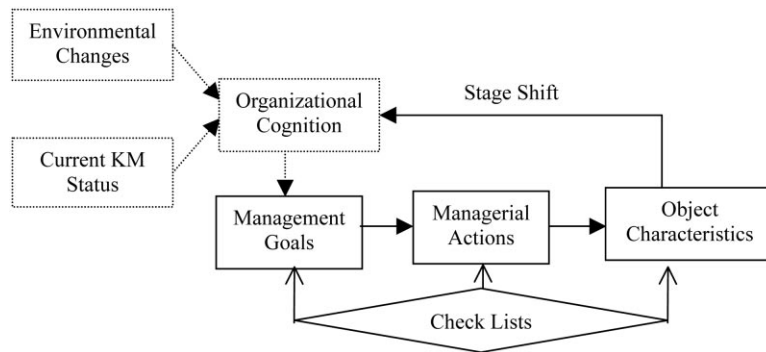 Environmental
Changes
Organizational
Cognition
Stage Shift
Current KM
Status
Management
Goals
Managerial
Actions
Object
Characteristics
Check Lists